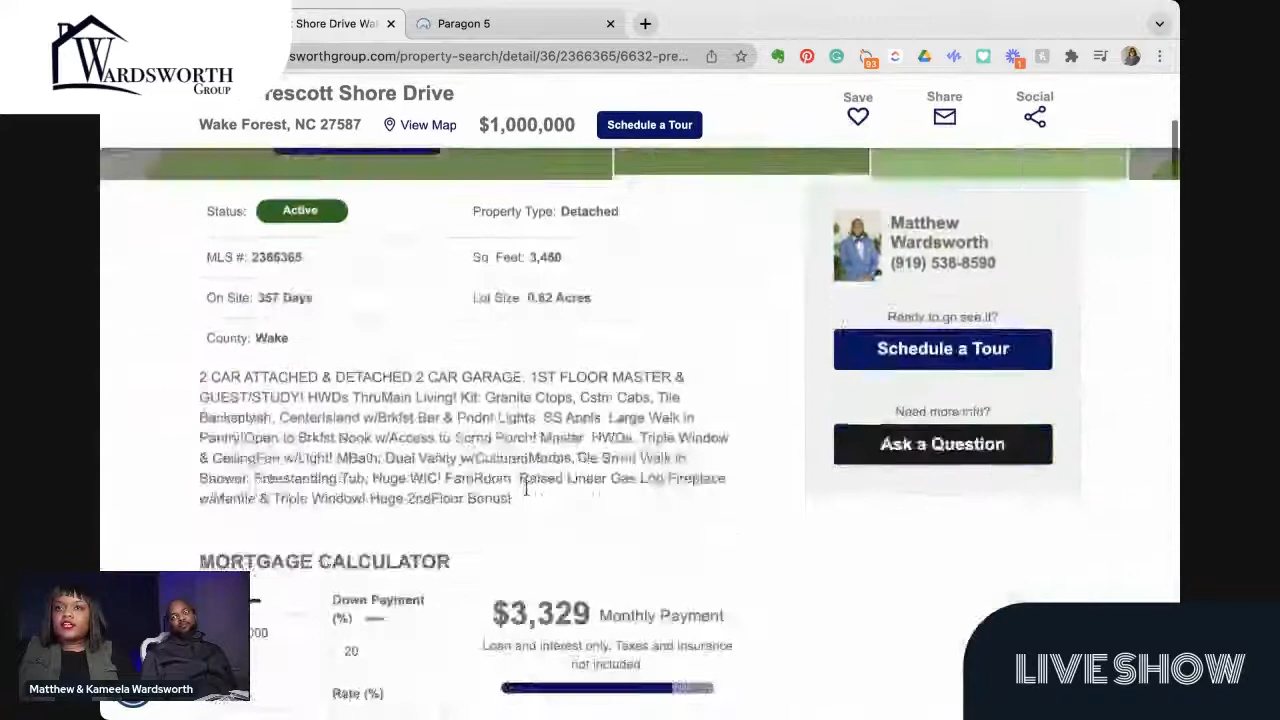 WARDSWORTH
GROUP
Shore Drive Wa
Paragon 5
sworthgroup.com/property-search/detail/36/2366365/6632-pre...
93
1
rescott Shore Drive
Wake Forest, NC 27587
View Map
$1,000,000
Schedule a Tour
Save
Share
Social
Status:
Active
Property Type: Detached
MLS #: 2366365
Sq Feet: 3,460
On Site: 357 Days
Lot Size 0.62 Acres
County: Wake
Matthew
Wardsworth
(919) 538-8590
Ready to go see it?
Schedule a Tour
Need more info?
Ask a Question
2 CAR ATTACHED & DETACHED 2 CAR GARAGE. 1ST FLOOR MASTER &
GUEST/STUDY! HWDs ThruMain Living! Kit: Granite Ctops, Cstm Cabs, Tile
CenterIsland w/Brkfst Bar & Pndnt Lights SS Large Walk in
Pantry!Open to Brkfst Nook w/Access to Porch! Master HWDs, Triple Window
& w/Light! MBath: Dual Vanity Walk in
Shower, Freestanding Tub, Huge WIC! FamRoom Gas Log Fireplace
w/Mantle & Triple Window! Huge 2ndFloor Bonus!
MORTGAGE CALCULATOR
000
Down Payment
(%)
20
Rate (%)
$3,329 Monthly Payment
Loan and interest only. Taxes and insurance
not included
Matthew & Kameela Wardsworth
LIVE SHOW